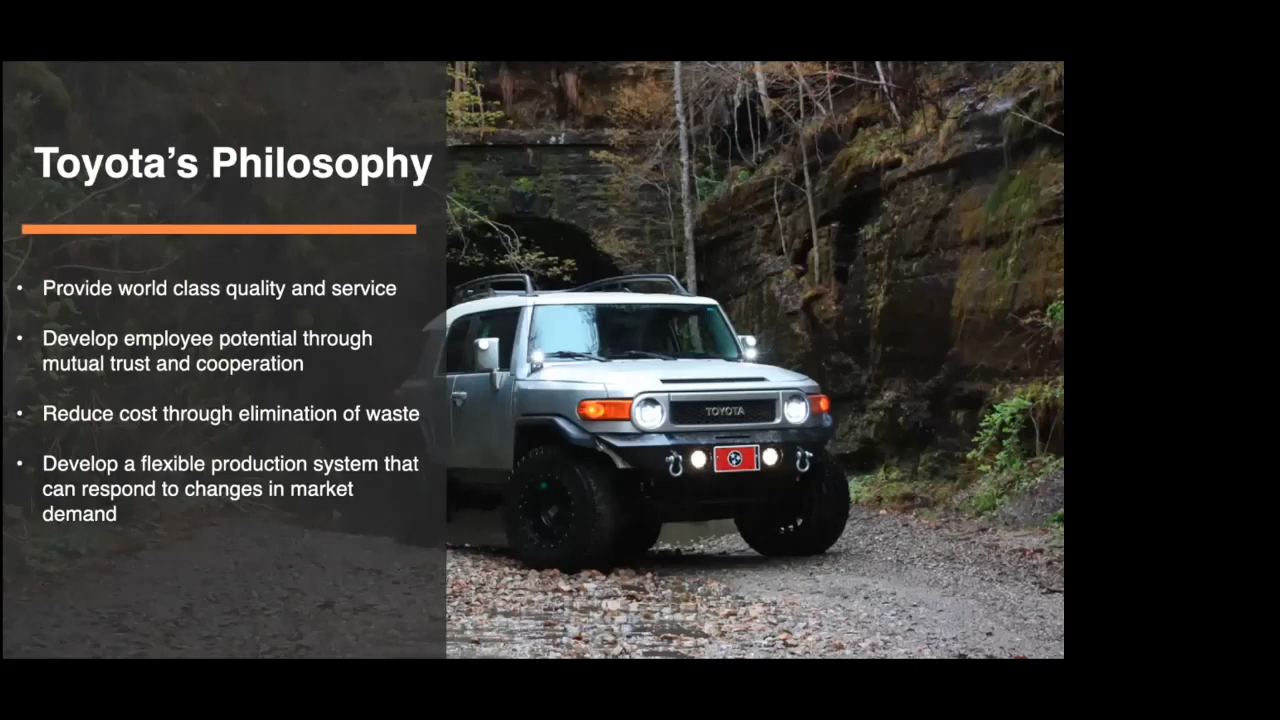 Toyota’s Philosophy
• Provide world class quality and service
• Develop employee potential through
mutual trust and cooperation
• Reduce cost through elimination of waste
• Develop a flexible production system that
can respond to changes in market
demand
TOYOTA